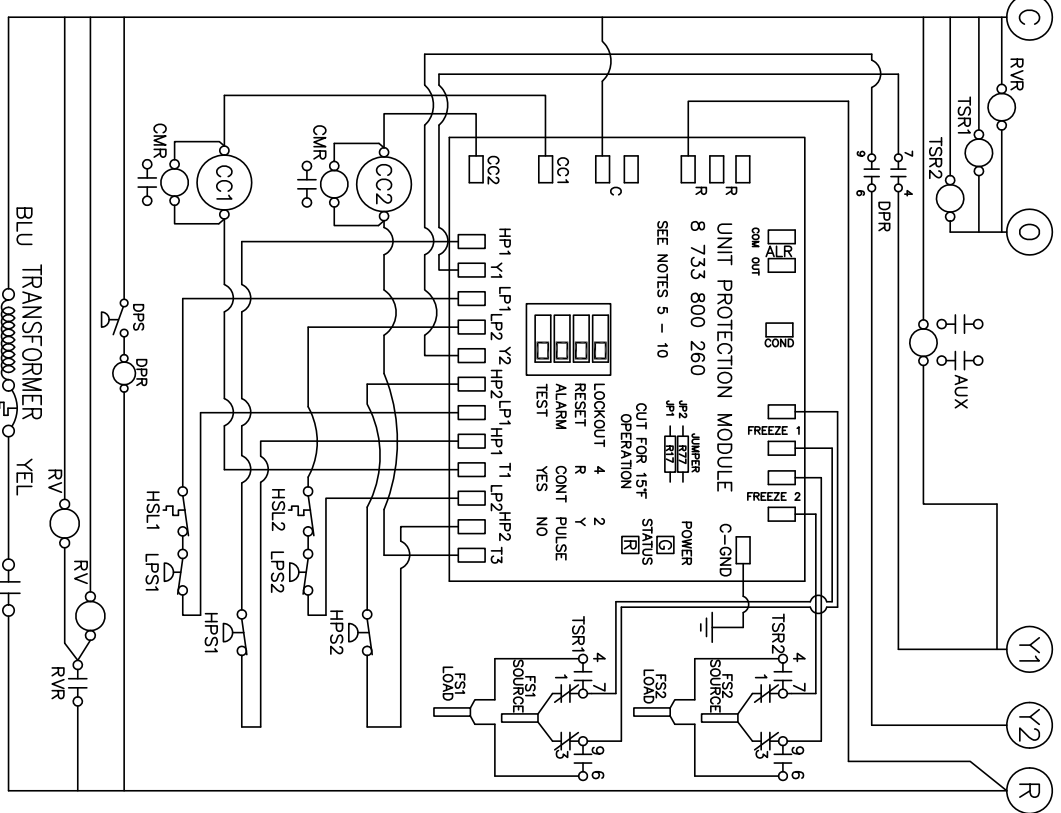 C
RVR
TSR1
TSR2
O
AUX
Y1
Y2
R
7
4
9
6
DPR
CMR
CC1
CMR
CC2
CC2
CC1
C
R
R
UNIT PROTECTION MODULE
8 733 800 260
SEE NOTES 5 - 10
COM OUT
ALR
COND
FREEZE 1
FREEZE 2
C-GND
JUMPER
JP2
R77
JP1
R17
CUT FOR 15°F
OPERATION
POWER
G
STATUS
R
LOCKOUT 4 2
RESET R Y
ALARM CONT PULSE
TEST YES NO
HP1
Y1
LP1
LP2
Y2
HP2
LP1
HP1
T1
LP2
HP2
T3
HSL1
LPS1
HPS1
HSL2
LPS2
HPS2
TSR1
4
7
1
FS1
SOURCE
FS1
LOAD
3
9
6
TSR2
4
7
1
FS2
SOURCE
FS2
LOAD
3
9
6
DPS
DPR
BLU
TRANSFORMER
YEL
RV
RV
RVR